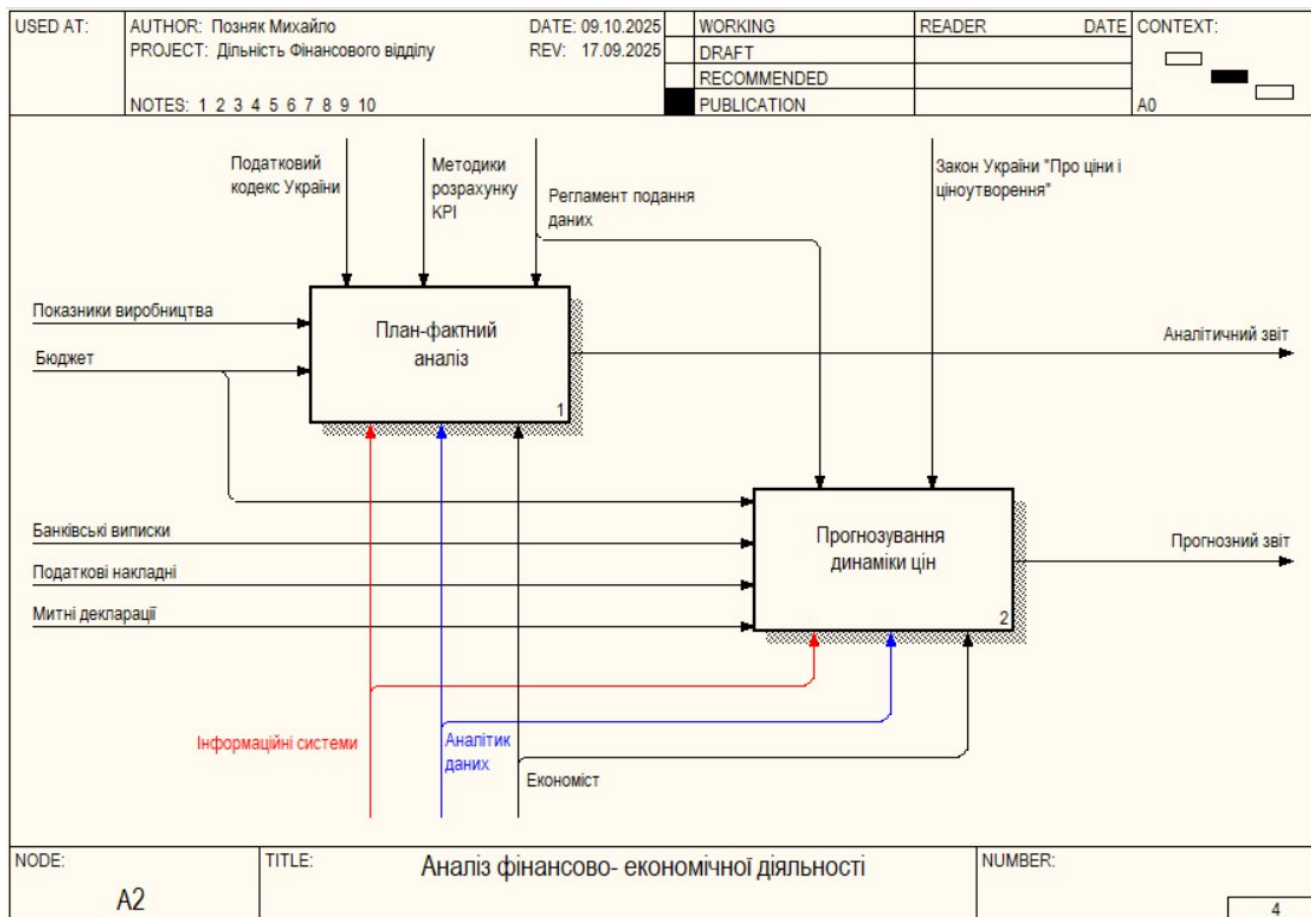 USED AT:
AUTHOR: Позняк Михайло
DATE: 09.10.2025
PROJECT: Дільність Фінансового відділу
REV: 17.09.2025
NOTES: 1 2 3 4 5 6 7 8 9 10
WORKING
DRAFT
RECOMMENDED
PUBLICATION
READER
DATE
CONTEXT:
A0
Податковий
кодекс України
Методики
розрахунку
KPI
Регламент подання
даних
Закон України "Про ціни і
ціноутворення"
Показники виробництва
Бюджет
План-фактний
аналіз
1
Аналітичний звіт
Банківські виписки
Податкові накладні
Митні декларації
Прогнозування
динаміки цін
2
Прогнозний звіт
Інформаційні системи
Аналітик
даних
Економіст
NODE:
A2
TITLE:
Аналіз фінансово- економічної діяльності
NUMBER:
4